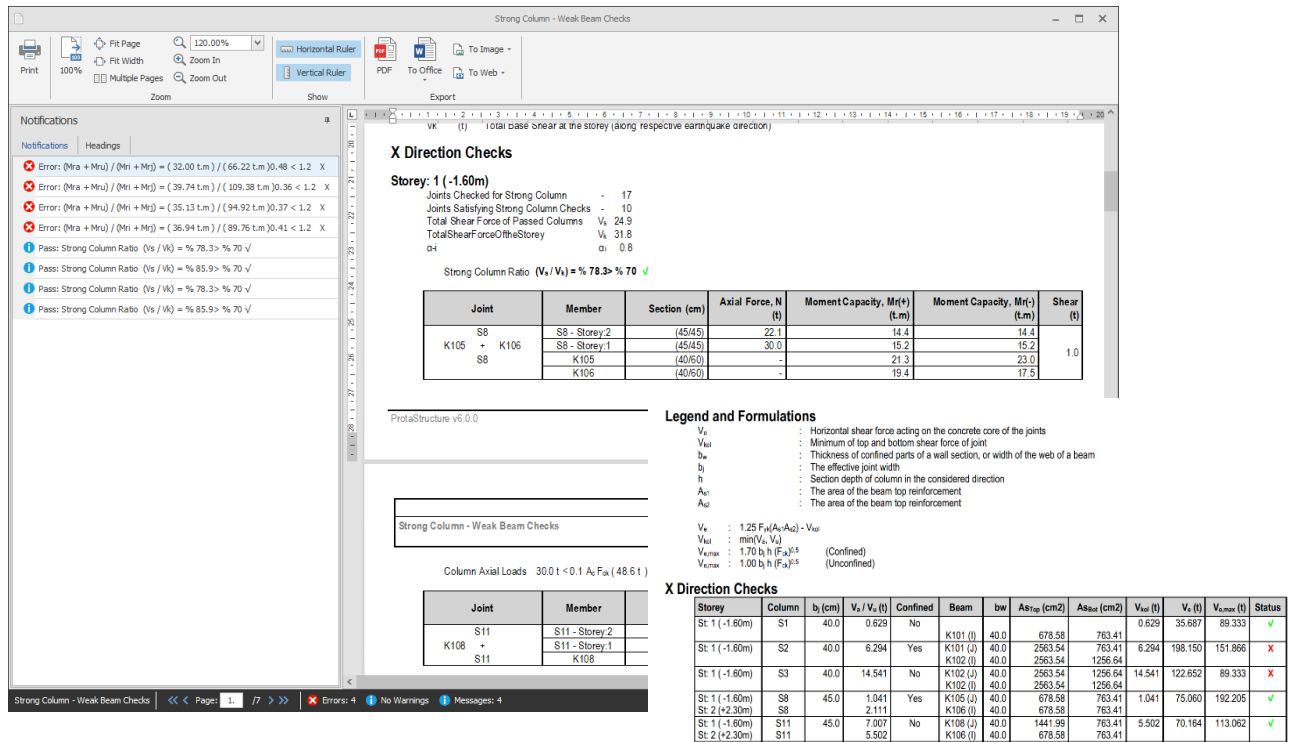 Strong Column - Weak Beam Checks
Print
100%
Fit Page
Fit Width
Multiple Pages
120.00%
Zoom In
Zoom Out
Zoom
Horizontal Ruler
Vertical Ruler
Show
PDF
To Office
To Image
To Web
Export
Notifications
Notifications Headings
Error: (Mra + Mru) / (Mri + Mrj) = ( 32.00 t.m ) / ( 66.22 t.m )0.48 < 1.2 X
Error: (Mra + Mru) / (Mri + Mrj) = ( 39.74 t.m ) / ( 109.38 t.m )0.36 < 1.2 X
Error: (Mra + Mru) / (Mri + Mrj) = ( 35.13 t.m ) / ( 94.92 t.m )0.37 < 1.2 X
Error: (Mra + Mru) / (Mri + Mrj) = ( 36.94 t.m ) / ( 89.76 t.m )0.41 < 1.2 X
Pass: Strong Column Ratio (Vs / Vk) = % 78.3> % 70 √
Pass: Strong Column Ratio (Vs / Vk) = % 85.9> % 70 √
Pass: Strong Column Ratio (Vs / Vk) = % 78.3> % 70 √
Pass: Strong Column Ratio (Vs / Vk) = % 85.9> % 70 √
Vk (t) Total Base Shear at the storey (along respective earthquake direction)
X Direction Checks
Storey: 1 ( -1.60m)
Joints Checked for Strong Column - 17
Joints Satisfying Strong Column Checks - 10
Total Shear Force of Passed Columns Vs 24.9
TotalShearForceOftheStorey Vk 31.8
α-i αi 0.8
Strong Column Ratio (Vs / Vk) = % 78.3> % 70 √
Joint Member Section (cm) Axial Force, N (t) Moment Capacity, Mr(+) (t.m) Moment Capacity, Mr(-) (t.m) Shear (t)
S8 S8 - Storey:2 (45/45) 22.1 14.4 14.4
K105 + K106 S8 - Storey:1 (45/45) 30.0 15.2 15.2 1.0
S8 K105 (40/60) - 21.3 23.0
K106 (40/60) - 19.4 17.5
ProtaStructure v6.0.0
Strong Column - Weak Beam Checks
Column Axial Loads 30.0 t < 0.1 Ac Fck ( 48.6 t )
Joint Member
S11 S11 - Storey:2
K108 + S11 - Storey:1
S11 K108
Strong Column - Weak Beam Checks Page: 1. /7 Errors: 4 No Warnings Messages: 4
Legend and Formulations
Ve : Horizontal shear force acting on the concrete core of the joints
Vkol : Minimum of top and bottom shear force of joint
bw : Thickness of confined parts of a wall section, or width of the web of a beam
bj : The effective joint width
h : Section depth of column in the considered direction
As1 : The area of the beam top reinforcement
As2 : The area of the beam top reinforcement
Ve : 1.25 Fyk(As1As2) - Vkol
Vkol : min(Va, Vu)
Ve,max : 1.70 bj h (Fck)0.5 (Confined)
Ve,max : 1.00 bj h (Fck)0.5 (Unconfined)
X Direction Checks
Storey Column bj (cm) Va / Vu (t) Confined Beam bw AsTop (cm2) AsBot (cm2) Vkol (t) Ve (t) Ve,max (t) Status
St: 1 ( -1.60m) S1 40.0 0.629 No 0.629 35.687 89.333 √
K101 (I) 40.0 678.58 763.41
St: 1 ( -1.60m) S2 40.0 6.294 Yes K101 (J) 40.0 2563.54 763.41 6.294 198.150 151.866 X
K102 (I) 40.0 2563.54 1256.64
St: 1 ( -1.60m) S3 40.0 14.541 No K102 (J) 40.0 2563.54 1256.64 14.541 122.652 89.333 X
K102 (I) 40.0 2563.54 1256.64
St: 1 ( -1.60m) S8 45.0 1.041 Yes K105 (J) 40.0 678.58 763.41 1.041 75.060 192.205 √
St: 2 (+2.30m) S8 2.111 K106 (I) 40.0 678.58 763.41
St: 1 ( -1.60m) S11 45.0 7.007 No K108 (J) 40.0 1441.99 763.41 5.502 70.164 113.062 √
St: 2 (+2.30m) S11 5.502 K106 (I) 40.0 678.58 763.41